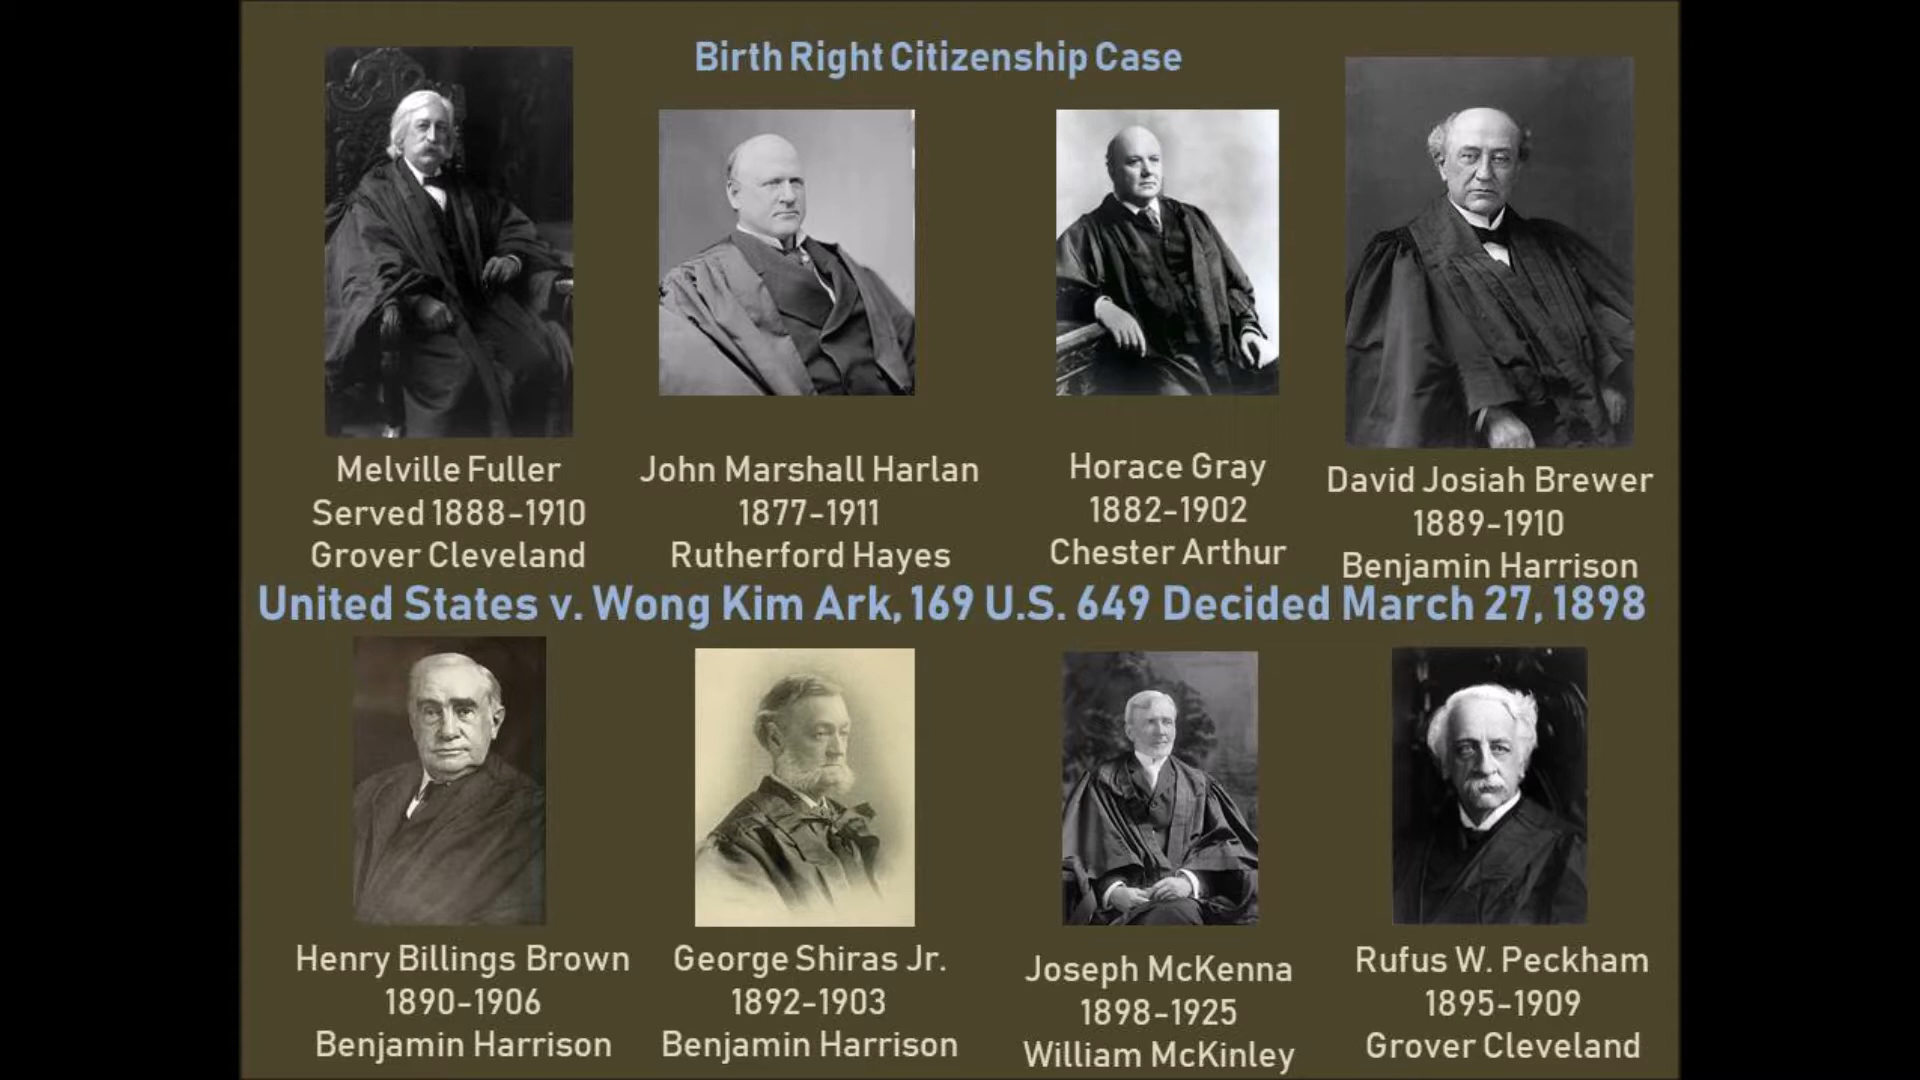 Birth Right Citizenship Case
Melville Fuller
Served 1888-1910
Grover Cleveland
John Marshall Harlan
1877-1911
Rutherford Hayes
Horace Gray
1882-1902
Chester Arthur
David Josiah Brewer
1889-1910
Benjamin Harrison
United States v. Wong Kim Ark, 169 U.S. 649 Decided March 27, 1898
Henry Billings Brown
1890-1906
Benjamin Harrison
George Shiras Jr.
1892-1903
Benjamin Harrison
Joseph McKenna
1898-1925
William McKinley
Rufus W. Peckham
1895-1909
Grover Cleveland